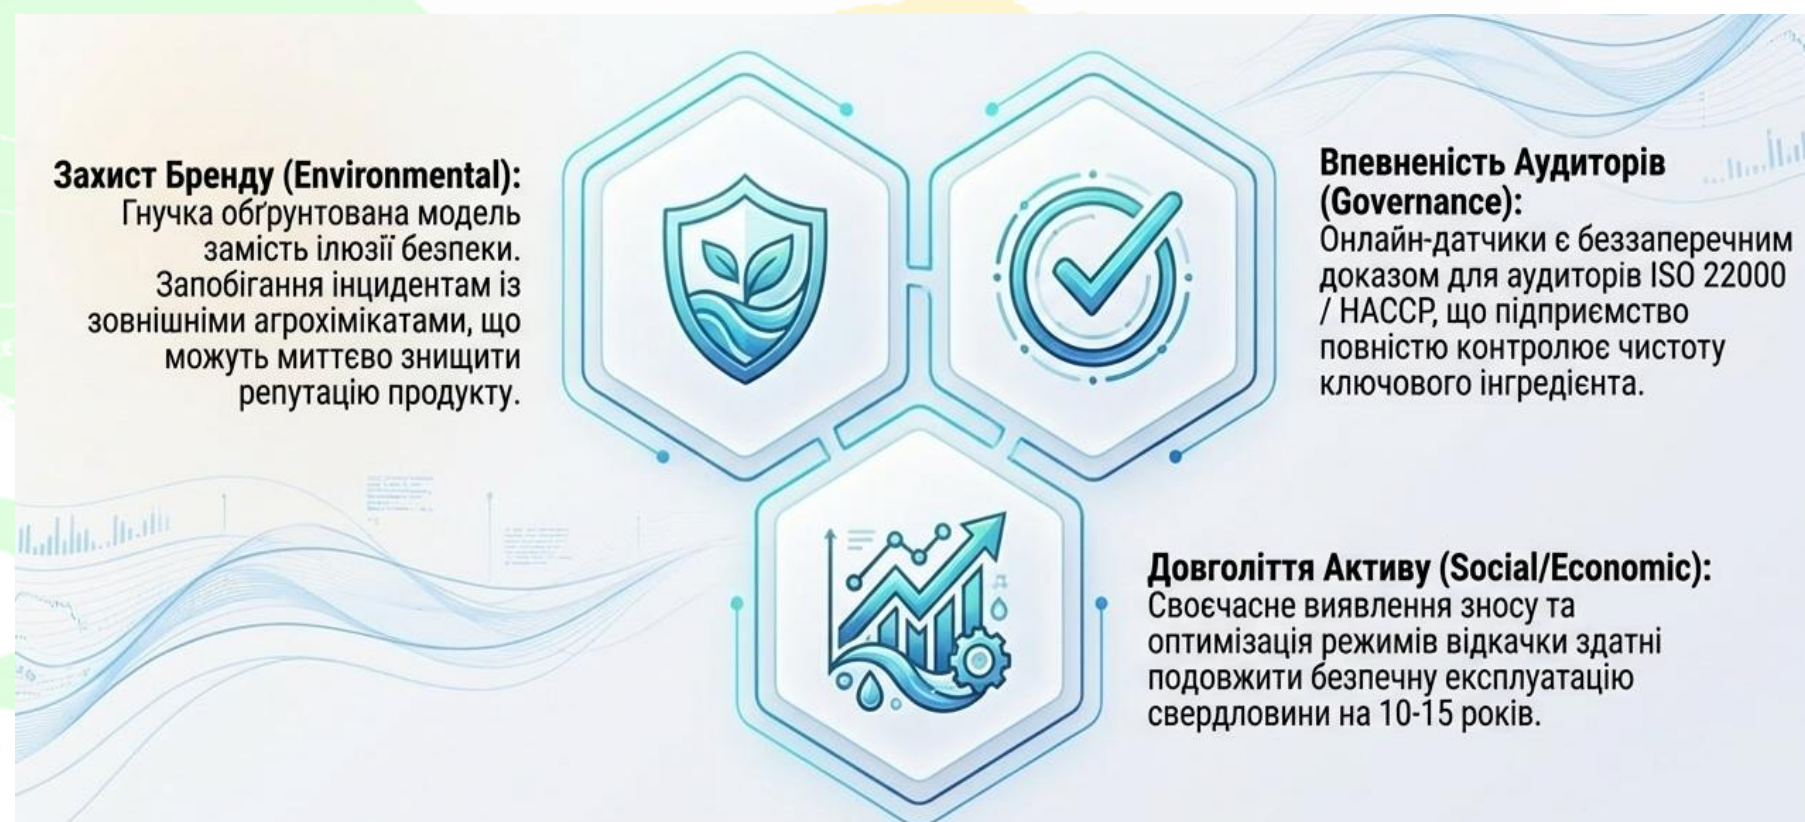 Захист Бренду (Environmental):
Гнучка обґрунтована модель
замість ілюзії безпеки.
Запобігання інцидентам із
зовнішніми агрохімікатами, що
можуть миттєво знищити
репутацію продукту.
Впевненість Аудиторів
(Governance):
Онлайн-датчики є беззаперечним
доказом для аудиторів ISO 22000
/ HACCP, що підприємство
повністю контролює чистоту
ключового інгредієнта.
Довголіття Активу (Social/Economic):
Своєчасне виявлення зносу та
оптимізація режимів відкачки здатні
подовжити безпечну експлуатацію
свердловини на 10-15 років.